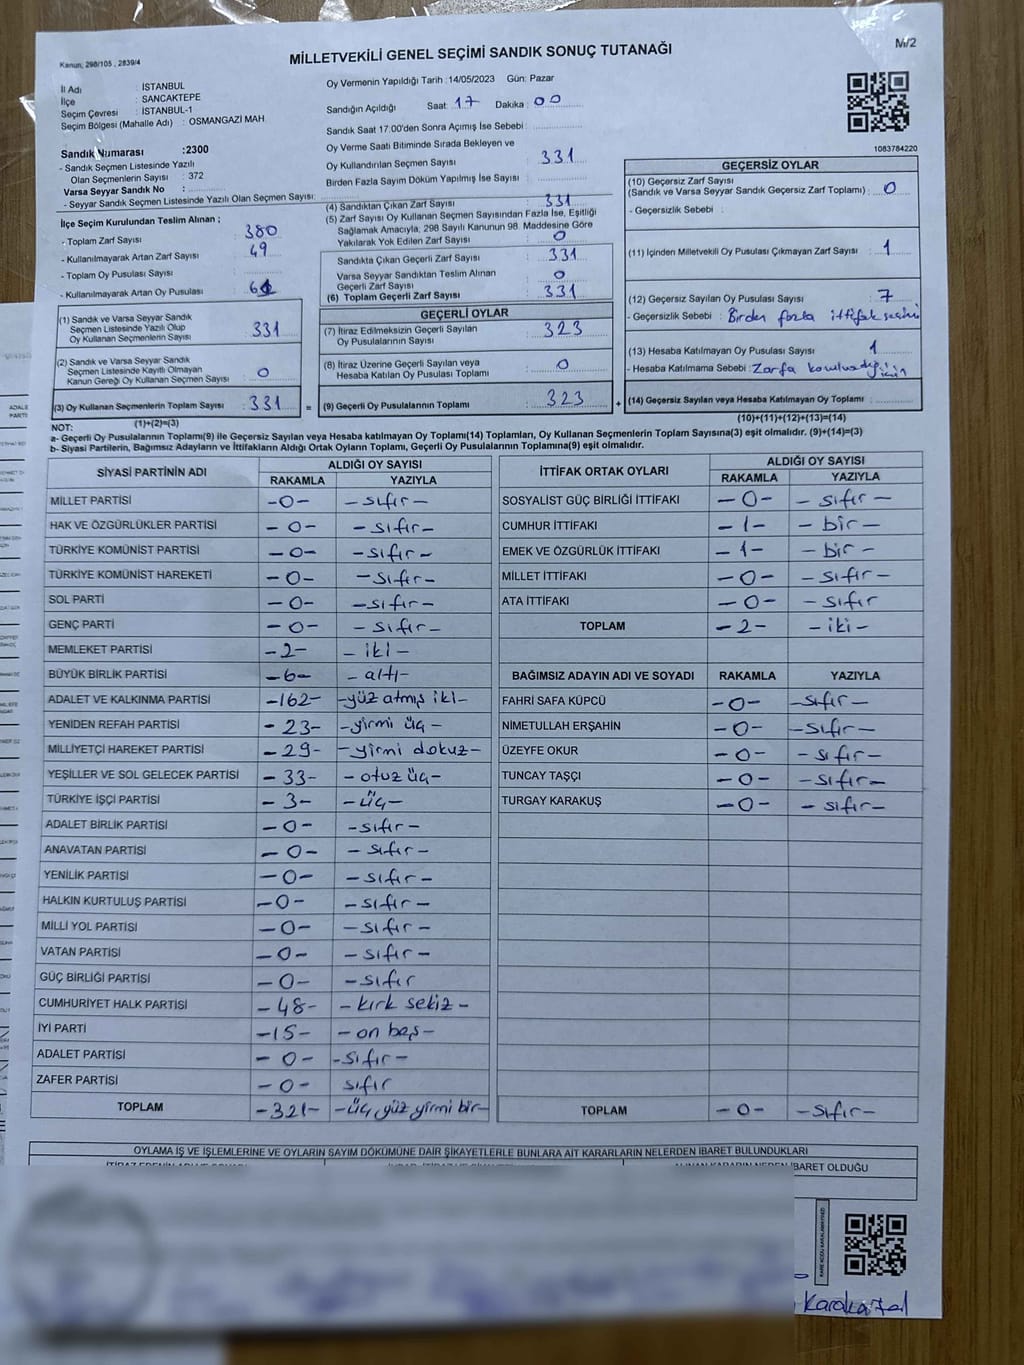 M/2
MİLLETVEKİLİ GENEL SEÇİMİ SANDIK SONUÇ TUTANAĞI
Kanun, 298/105 , 2839/4
İl Adı : İSTANBUL
İlçe : SANCAKTEPE
Seçim Çevresi : İSTANBUL-1
Seçim Bölgesi (Mahalle Adı) : OSMANGAZİ MAH
Sandık Numarası :2300
- Sandık Seçmen Listesinde Yazılı
Olan Seçmenlerin Sayısı : 372
Varsa Seyyar Sandık No :
- Seyyar Sandık Seçmen Listesinde Yazılı Olan Seçmen Sayısı:
İlçe Seçim Kurulundan Teslim Alınan ;
- Toplam Zarf Sayısı 380
- Kullanılmayarak Artan Zarf Sayısı 49
- Toplam Oy Pusulası Sayısı
- Kullanılmayarak Artan Oy Pusulası
(1) Sandık ve Varsa Seyyar Sandık
Seçmen Listesinde Yazılı Olup
Oy Kullanan Seçmenlerin Sayısı 331
(2) Sandık ve Varsa Seyyar Sandık
Seçmen Listesinde Kayıtlı Olmayan
Kanun Gereği Oy Kullanan Seçmen Sayısı 0
(3) Oy Kullanan Seçmenlerin Toplam Sayısı 331 =
(1)+(2)=(3)
Oy Vermenin Yapıldığı Tarih :14/05/2023 Gün: Pazar
Sandığın Açıldığı Saat: 17 Dakika: 00
Sandık Saat 17:00'den Sonra Açımış İse Sebebi :
Oy Verme Saati Bitiminde Sırada Bekleyen ve
Oy Kullandırılan Seçmen Sayısı 331
Birden Fazla Sayım Döküm Yapılmış İse Sayısı :
(4) Sandıktan Çıkan Zarf Sayısı 331
(5) Zarf Sayısı Oy Kullanan Seçmen Sayısından Fazla İse, Eşitliği
Sağlamak Amacıyla, 298 Sayılı Kanunun 98. Maddesine Göre
Yakılarak Yok Edilen Zarf Sayısı 0
Sandıkta Çıkan Geçerli Zarf Sayısı 331
Varsa Seyyar Sandıktan Teslim Alınan
Geçerli Zarf Sayısı 0
(6) Toplam Geçerli Zarf Sayısı 331
GEÇERLİ OYLAR
(7) İtiraz Edilmeksizin Geçerli Sayılan
Oy Pusulalarının Sayısı 323
(8) İtiraz Üzerine Geçerli Sayılan veya
Hesaba Katılan Oy Pusulası Toplamı 0
(9) Geçerli Oy Pusulalarının Toplamı 323 +
1083784220
GEÇERSİZ OYLAR
(10) Geçersiz Zarf Sayısı
(Sandık ve Varsa Seyyar Sandık Geçersiz Zarf Toplamı) : 0
- Geçersizlik Sebebi :
(11) İçinden Milletvekili Oy Pusulası Çıkmayan Zarf Sayısı : 1
(12) Geçersiz Sayılan Oy Pusulası Sayısı : 7
- Geçersizlik Sebebi : Birden fazla ittifak seçimi
(13) Hesaba Katılmayan Oy Pusulası Sayısı : 1
- Hesaba Katılmama Sebebi : Zarfa konulmadığı için
(14) Geçersiz Sayılan veya Hesaba Katılmayan Oy Toplamı
(10)+(11)+(12)+(13)=(14)
NOT:
a- Geçerli Oy Pusulalarının Toplamı(9) ile Geçersiz Sayılan veya Hesaba katılmayan Oy Toplamı(14) Toplamları, Oy Kullanan Seçmenlerin Toplam Sayısına(3) eşit olmalıdır. (9)+(14)=(3)
b- Siyasi Partilerin, Bağımsız Adayların ve İttifakların Aldığı Ortak Oyların Toplamı, Geçerli Oy Pusulalarının Toplamına(9) eşit olmalıdır.
SİYASİ PARTİNİN ADI ALDIĞI OY SAYISI
RAKAMLA YAZIYLA
MİLLET PARTİSİ -0- -sıfır-
HAK VE ÖZGÜRLÜKLER PARTİSİ -0- -sıfır-
TÜRKİYE KOMÜNİST PARTİSİ -0- -sıfır-
TÜRKİYE KOMÜNİST HAREKETİ -0- -sıfır-
SOL PARTİ -0- -sıfır-
GENÇ PARTİ -0- -sıfır-
MEMLEKET PARTİSİ -2- -iki-
BÜYÜK BİRLİK PARTİSİ -6- -altı-
ADALET VE KALKINMA PARTİSİ -162- -yüz atmış iki-
YENİDEN REFAH PARTİSİ -23- -yirmi üç-
MİLLİYETÇİ HAREKET PARTİSİ -29- -yirmi dokuz-
YEŞİLLER VE SOL GELECEK PARTİSİ -33- -otuz üç-
TÜRKİYE İŞÇİ PARTİSİ -3- -üç-
ADALET BİRLİK PARTİSİ -0- -sıfır-
ANAVATAN PARTİSİ -0- -sıfır-
YENİLİK PARTİSİ -0- -sıfır-
HALKIN KURTULUŞ PARTİSİ -0- -sıfır-
MİLLİ YOL PARTİSİ -0- -sıfır-
VATAN PARTİSİ -0- -sıfır-
GÜÇ BİRLİĞİ PARTİSİ -0- -sıfır
CUMHURİYET HALK PARTİSİ -48- -kırk sekiz-
İYİ PARTİ -15- -on beş-
ADALET PARTİSİ -0- -sıfır-
ZAFER PARTİSİ -0- sıfır
TOPLAM -321- -üç yüz yirmi bir-
İTTİFAK ORTAK OYLARI ALDIĞI OY SAYISI
RAKAMLA YAZIYLA
SOSYALİST GÜÇ BİRLİĞİ İTTİFAKI -0- -sıfır-
CUMHUR İTTİFAKI -1- -bir-
EMEK VE ÖZGÜRLÜK İTTİFAKI -1- -bir-
MİLLET İTTİFAKI -0- -sıfır-
ATA İTTİFAKI -0- -sıfır
TOPLAM -2- -iki-
BAĞIMSIZ ADAYIN ADI VE SOYADI RAKAMLA YAZIYLA
FAHRİ SAFA KÜPCÜ -0- -sıfır-
NİMETULLAH ERŞAHİN -0- -sıfır-
ÜZEYFE OKUR -0- -sıfır-
TUNCAY TAŞÇI -0- -sıfır-
TURGAY KARAKUŞ -0- -sıfır-
TOPLAM -0- -sıfır-
OYLAMA İŞ VE İŞLEMLERİNE VE OYLARIN SAYIM DÖKÜMÜNE DAİR ŞİKAYETLERLE BUNLARA AİT KARARLARIN NELERDEN İBARET BULUNDUKLARI
ALINAN KARARIN NEDEN İBARET OLDUĞU